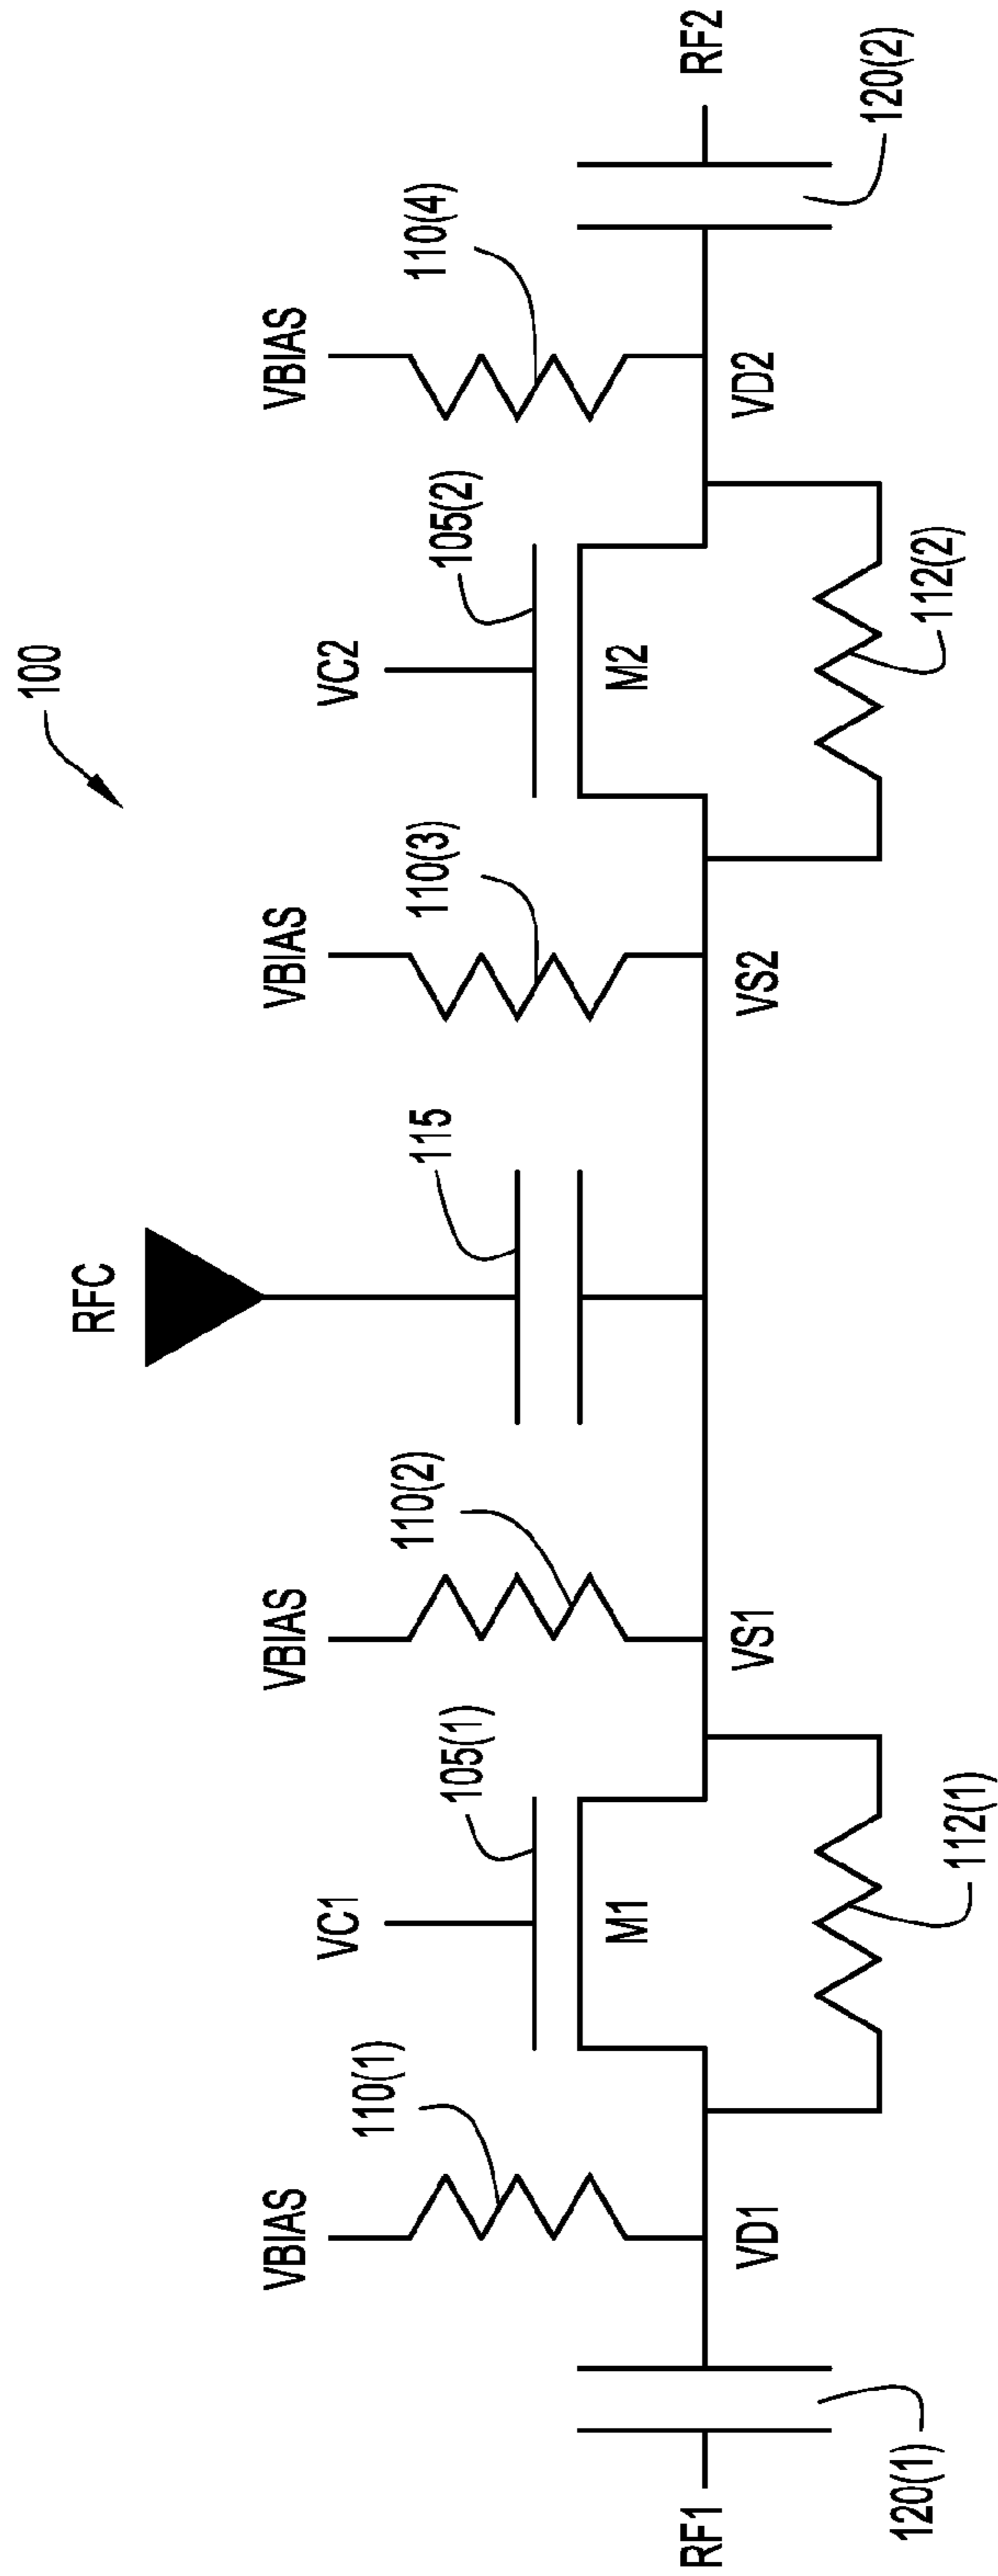 100
RFC
VBIAS
VBIAS
VBIAS
VBIAS
110(1)
VC1
105(1)
110(2)
115
110(3)
VC2
105(2)
110(4)
RF1
M1
M2
RF2
VD1
VS1
VS2
VD2
120(1)
112(1)
112(2)
120(2)